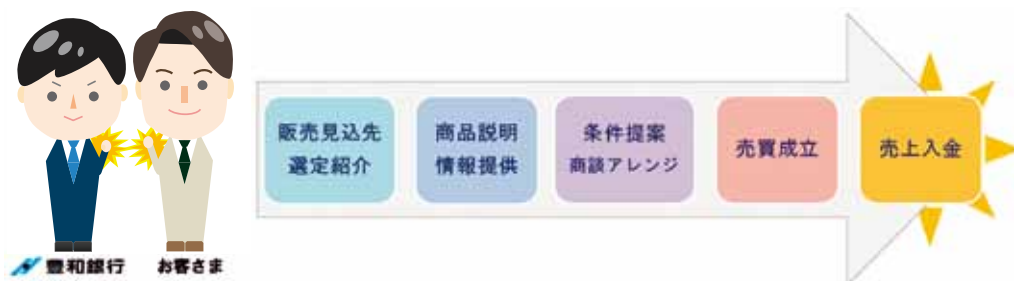 販売見込先
選定紹介
商品説明
情報提供
条件提案
商談アレンジ
売買成立
売上入金
豊和銀行
お客さま